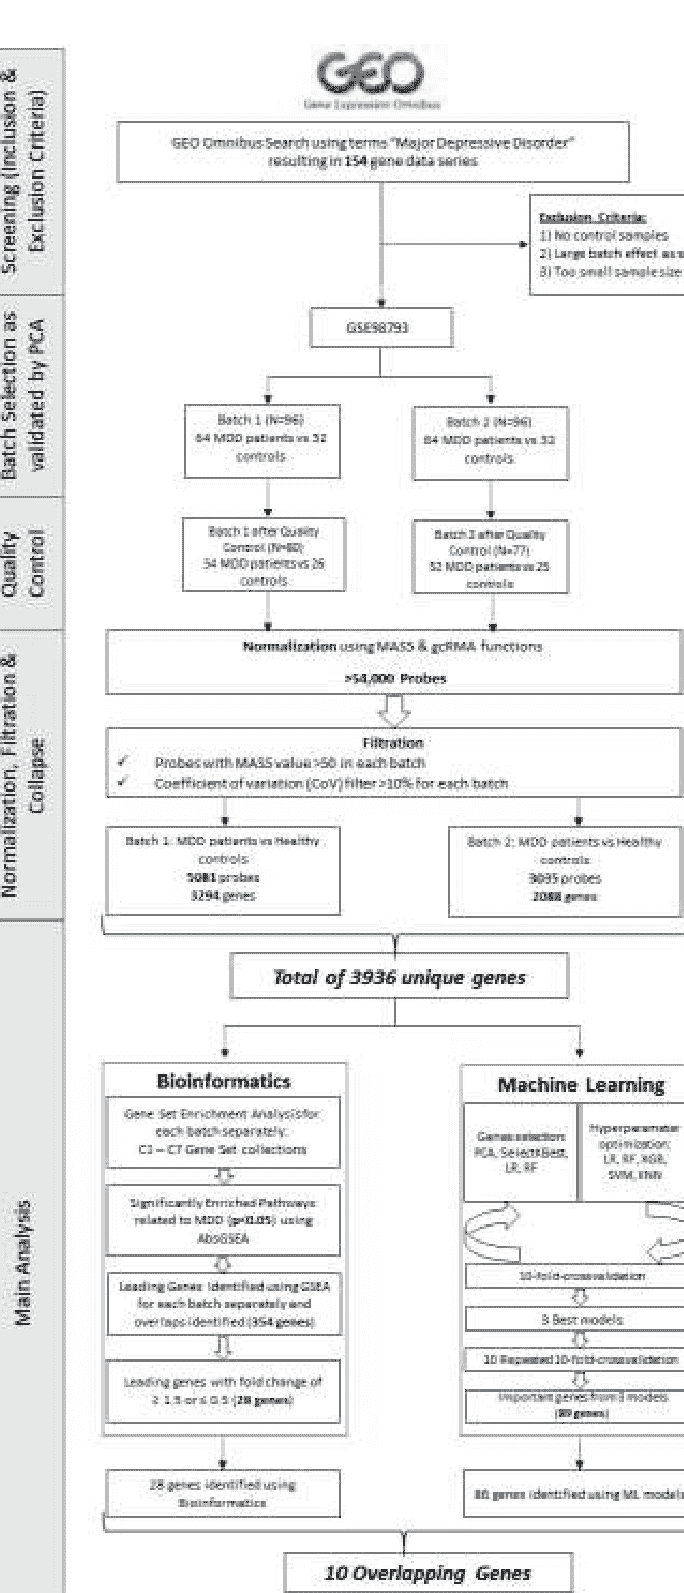 Screening (Inclusion &
Exclusion Criteria)
GEO
Gene Expression Omnibus
GEO Omnibus Search using terms "Major Depressive Disorder"
resulting in 154 gene data series
Exclusion Criteria:
1) No control samples
2) Large batch effect as s
3) Too small sample size
Batch Selection as
validated by PCA
GSE98793
Batch 1 (N=96)
64 MDD patients vs 32
controls
Batch 2 (N=96)
64 MDD patients vs 32
controls
Quality
Control
Batch 1 after Quality
Control (N=80)
54 MDD patients vs 26
controls
Batch 2 after Quality
Control (N=77)
52 MDD patients vs 25
controls
Normalization, Filtration &
Collapse
Normalization using MAS5 & gcRMA functions
>54,000 Probes
Filtration
✓ Probes with MAS5 value >50 in each batch
✓ Coefficient of variation (CoV) filter >10% for each batch
Batch 1: MDD patients vs Healthy
controls
5081 probes
3294 genes
Batch 2: MDD patients vs Healthy
controls
probes
2088 genes
Main Analysis
Total of 3936 unique genes
Bioinformatics
Gene Set Enrichment Analysis for
each batch separately:
C1 – C7 Gene Set collections
Significantly Enriched Pathways
related to MDD (p<0.05) using
AbsGSEA
Leading Genes Identified using GSEA
for each batch separately and
overlaps identified (354 genes)
Leading genes with fold change of
≥ 1.5 or ≤ 0.5 (28 genes)
28 genes identified using
Bioinformatics
Machine Learning
Genes selection:
PCA, SelectKBest,
LR, RF
Hyperparameter
optimization:
LR, RF, XGB,
SVM, KNN
10-fold-crossvalidation
3 Best models
10 Repeated 10-fold-crossvalidation
Important genes from 3 models
genes)
genes identified using ML models
10 Overlapping Genes